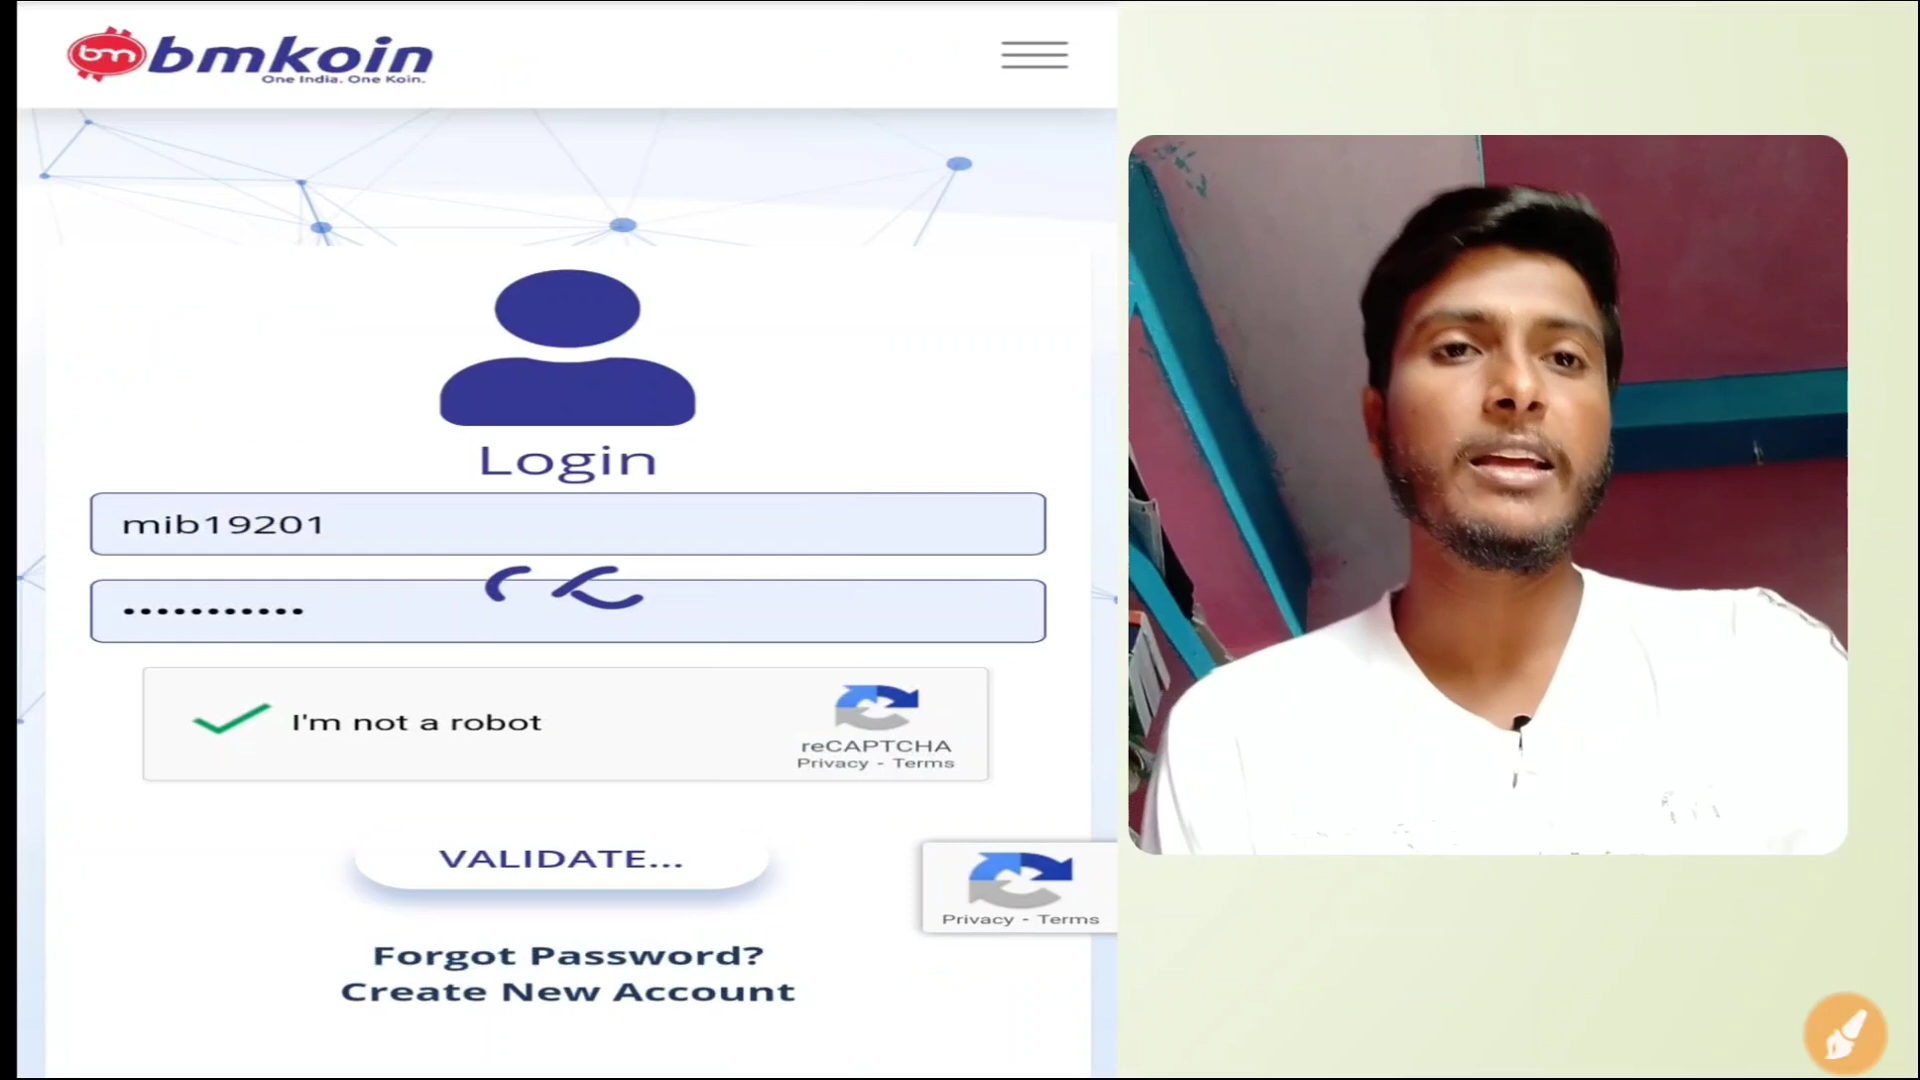 bm bmkoin
One India. One Koin.
Login
mib19201
•••••••••••
I'm not a robot
reCAPTCHA
Privacy - Terms
VALIDATE...
Privacy - Terms
Forgot Password?
Create New Account